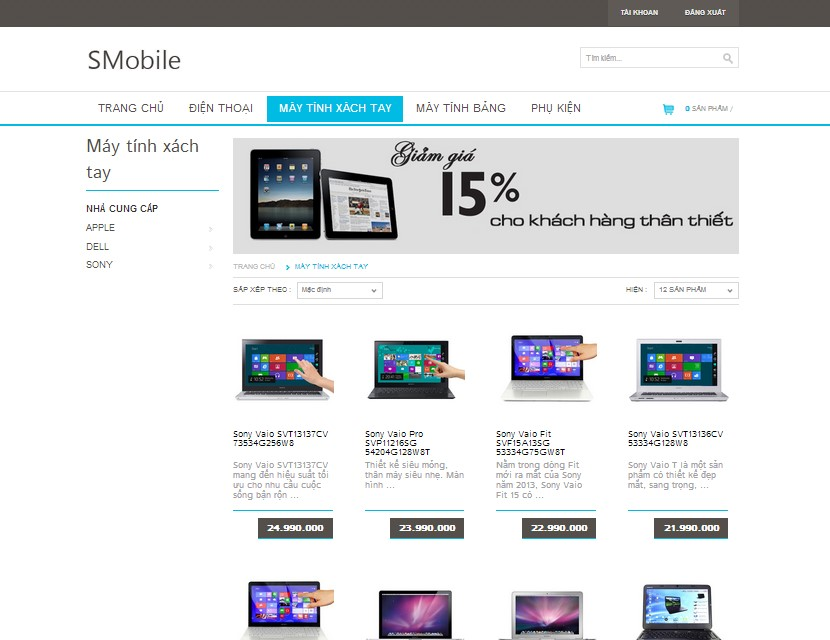 TÀI KHOẢN ĐĂNG XUẤT
SMobile
Tìm kiếm...
TRANG CHỦ ĐIỆN THOẠI MÁY TÍNH XÁCH TAY MÁY TÍNH BẢNG PHỤ KIỆN 0 SẢN PHẨM /
Máy tính xách
tay
NHÀ CUNG CẤP
APPLE
DELL
SONY
Giảm giá
15%
cho khách hàng thân thiết
TRANG CHỦ MÁY TÍNH XÁCH TAY
SẮP XẾP THEO : Mặc định HIỆN : 12 SẢN PHẨM
Sony Vaio SVT13137CV
73534G256W8
Sony Vaio SVT13137CV
mang đến hiệu suất tối
ưu cho nhu cầu cuộc
sống bận rộn ...
24.990.000
Sony Vaio Pro
SVP11216SG
54204G128W8T
Thiết kế siêu mỏng,
thân máy siêu nhẹ. Màn
hình ...
23.990.000
Sony Vaio Fit
SVF15A13SG
53334G75GW8T
Nằm trong dòng Fit
mới ra mắt của Sony
năm 2013, Sony Vaio
Fit 15 có ...
22.990.000
Sony Vaio SVT13136CV
53334G128W8
Sony Vaio T là một sản
phẩm có thiết kế đẹp
mắt, sang trọng, ...
21.990.000